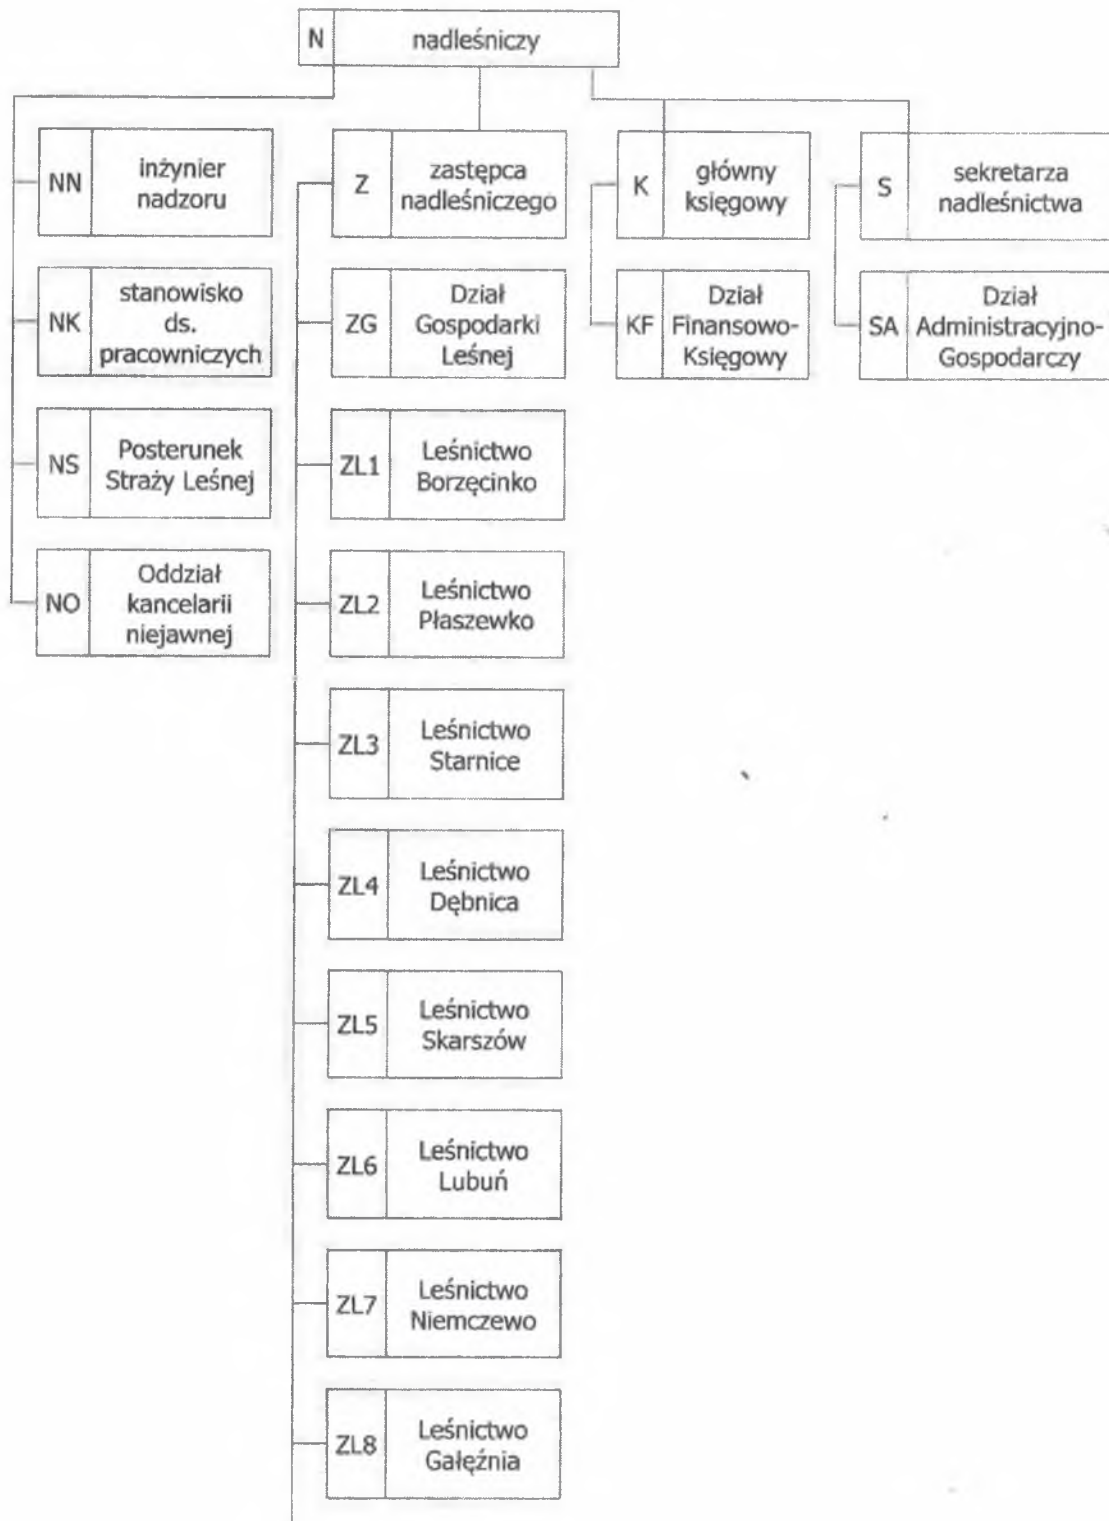 N nadleśniczy
NN inżynier
nadzoru
NK stanowisko
ds.
pracowniczych
NS Posterunek
Straży Leśnej
NO Oddział
kancelarii
niejawnej
Z zastępca
nadleśniczego
ZG Dział
Gospodarki
Leśnej
ZL1 Leśnictwo
Borzęcinko
ZL2 Leśnictwo
Płaszewko
ZL3 Leśnictwo
Starnice
ZL4 Leśnictwo
Dębnica
ZL5 Leśnictwo
Skarszów
ZL6 Leśnictwo
Lubuń
ZL7 Leśnictwo
Niemczewo
ZL8 Leśnictwo
Gałęźnia
K główny
księgowy
KF Dział
Finansowo-
Księgowy
S sekretarza
nadleśnictwa
SA Dział
Administracyjno-
Gospodarczy